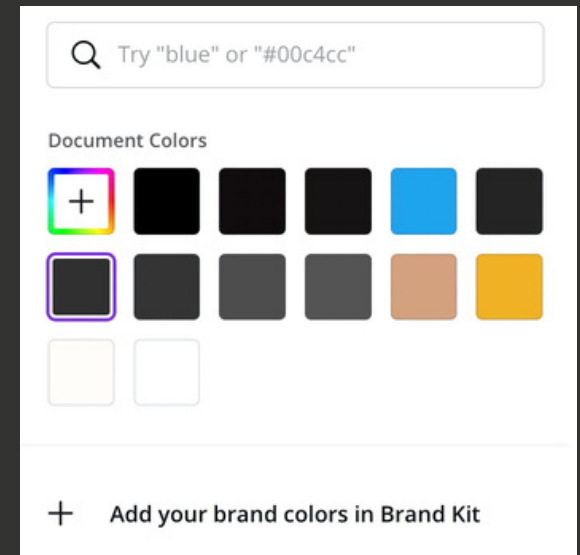 Try "blue" or "#00c4cc"
Document Colors
+
+ Add your brand colors in Brand Kit